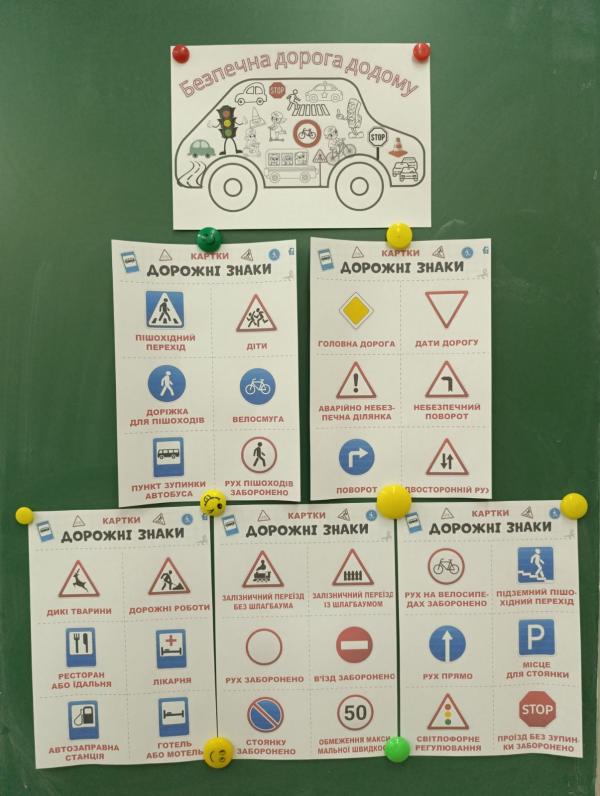 Безпечна дорога додому
STOP
STOP
КАРТКИ
ДОРОЖНІ ЗНАКИ
ПІШОХІДНИЙ
ПЕРЕХІД
ДІТИ
ДОРІЖКА
ДЛЯ ПІШОХОДІВ
ВЕЛОСМУГА
ПУНКТ ЗУПИНКИ
АВТОБУСА
РУХ ПІШОХОДІВ
ЗАБОРОНЕНО
КАРТКИ
ДОРОЖНІ ЗНАКИ
ГОЛОВНА ДОРОГА
ДАТИ ДОРОГУ
АВАРІЙНО НЕБЕЗ-
ПЕЧНА ДІЛЯНКА
НЕБЕЗПЕЧНИЙ
ПОВОРОТ
ПОВОРОТ
ДВОСТОРОННІЙ РУХ
КАРТКИ
ДОРОЖНІ ЗНАКИ
ДИКІ ТВАРИНИ
ДОРОЖНІ РОБОТИ
РЕСТОРАН
АБО ЇДАЛЬНЯ
ЛІКАРНЯ
АВТОЗАПРАВНА
СТАНЦІЯ
ГОТЕЛЬ
АБО МОТЕЛЬ
КАРТКИ
ДОРОЖНІ ЗНАКИ
ЗАЛІЗНИЧНИЙ ПЕРЕЇЗД
БЕЗ ШЛАГБАУМА
ЗАЛІЗНИЧНИЙ ПЕРЕЇЗД
ІЗ ШЛАГБАУМОМ
РУХ ЗАБОРОНЕНО
В'ЇЗД ЗАБОРОНЕНО
СТОЯНКУ
ЗАБОРОНЕНО
50
ОБМЕЖЕННЯ МАКСИ-
МАЛЬНОЇ ШВИДКОС
КАРТКИ
ДОРОЖНІ ЗНАКИ
РУХ НА ВЕЛОСИПЕ-
ДАХ ЗАБОРОНЕНО
ПІДЗЕМНИЙ ПІШО-
ХІДНИЙ ПЕРЕХІД
РУХ ПРЯМО
P
МІСЦЕ
ДЛЯ СТОЯНКИ
СВІТЛОФОРНЕ
РЕГУЛЮВАННЯ
STOP
ПРОЇЗД БЕЗ ЗУПИН-
КИ ЗАБОРОНЕНО